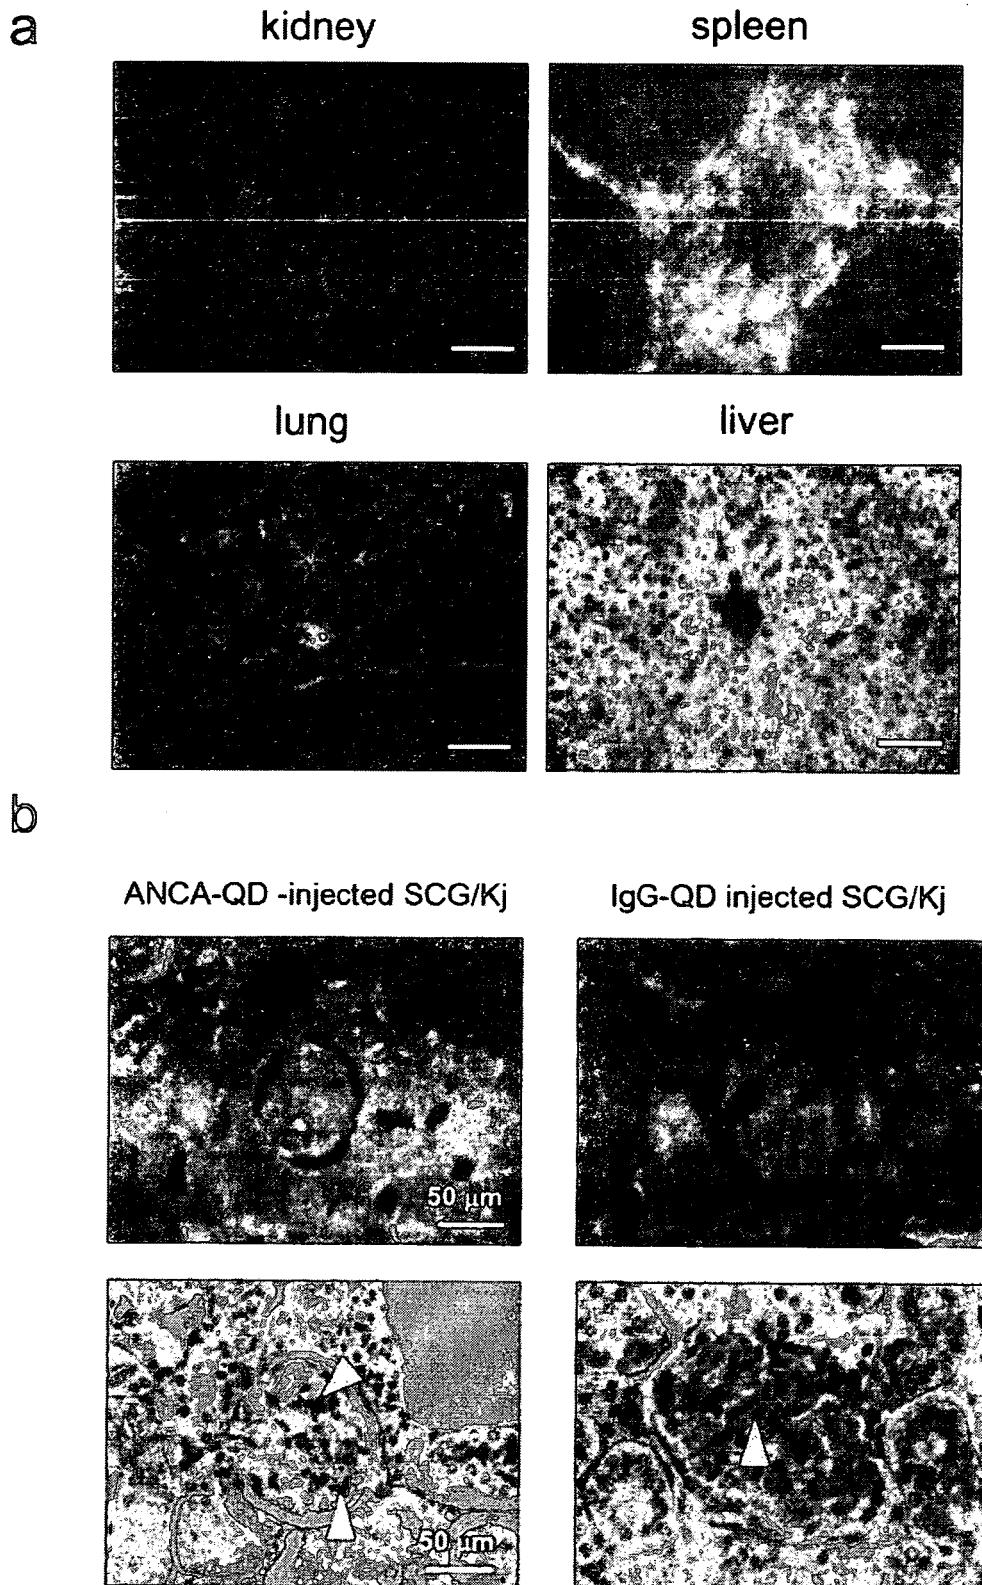 a
kidney spleen
lung liver
b
ANCA-QD -injected SCG/Kj IgG-QD injected SCG/Kj
50 μm
50 μm